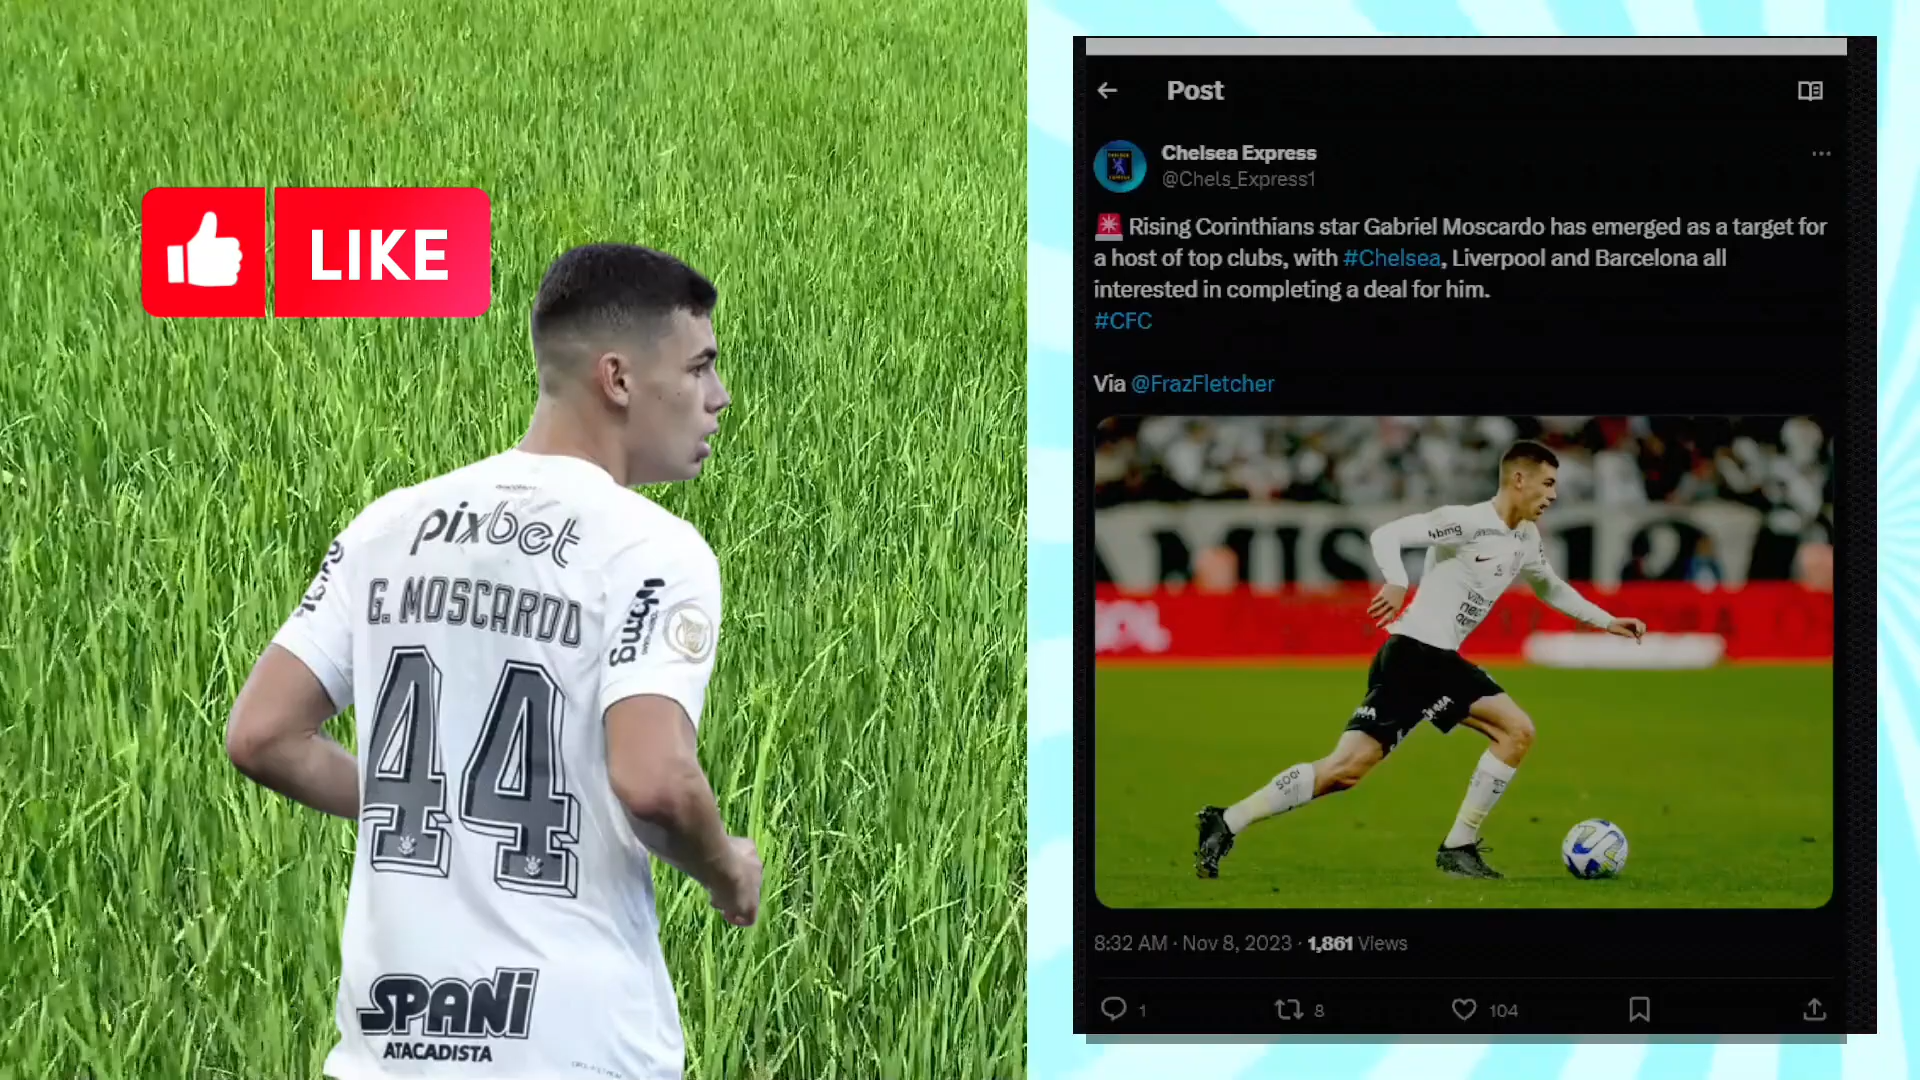 LIKE
pixbet
G. MOSCARDO
bmg
44
SPANi
ATACADISTA
Post
Chelsea Express
@Chels_Express1
🚨 Rising Corinthians star Gabriel Moscardo has emerged as a target for
a host of top clubs, with #Chelsea, Liverpool and Barcelona all
interested in completing a deal for him.
#CFC
Via @FrazFletcher
bmg
8:32 AM · Nov 8, 2023 · 1,861 Views
1
8
104